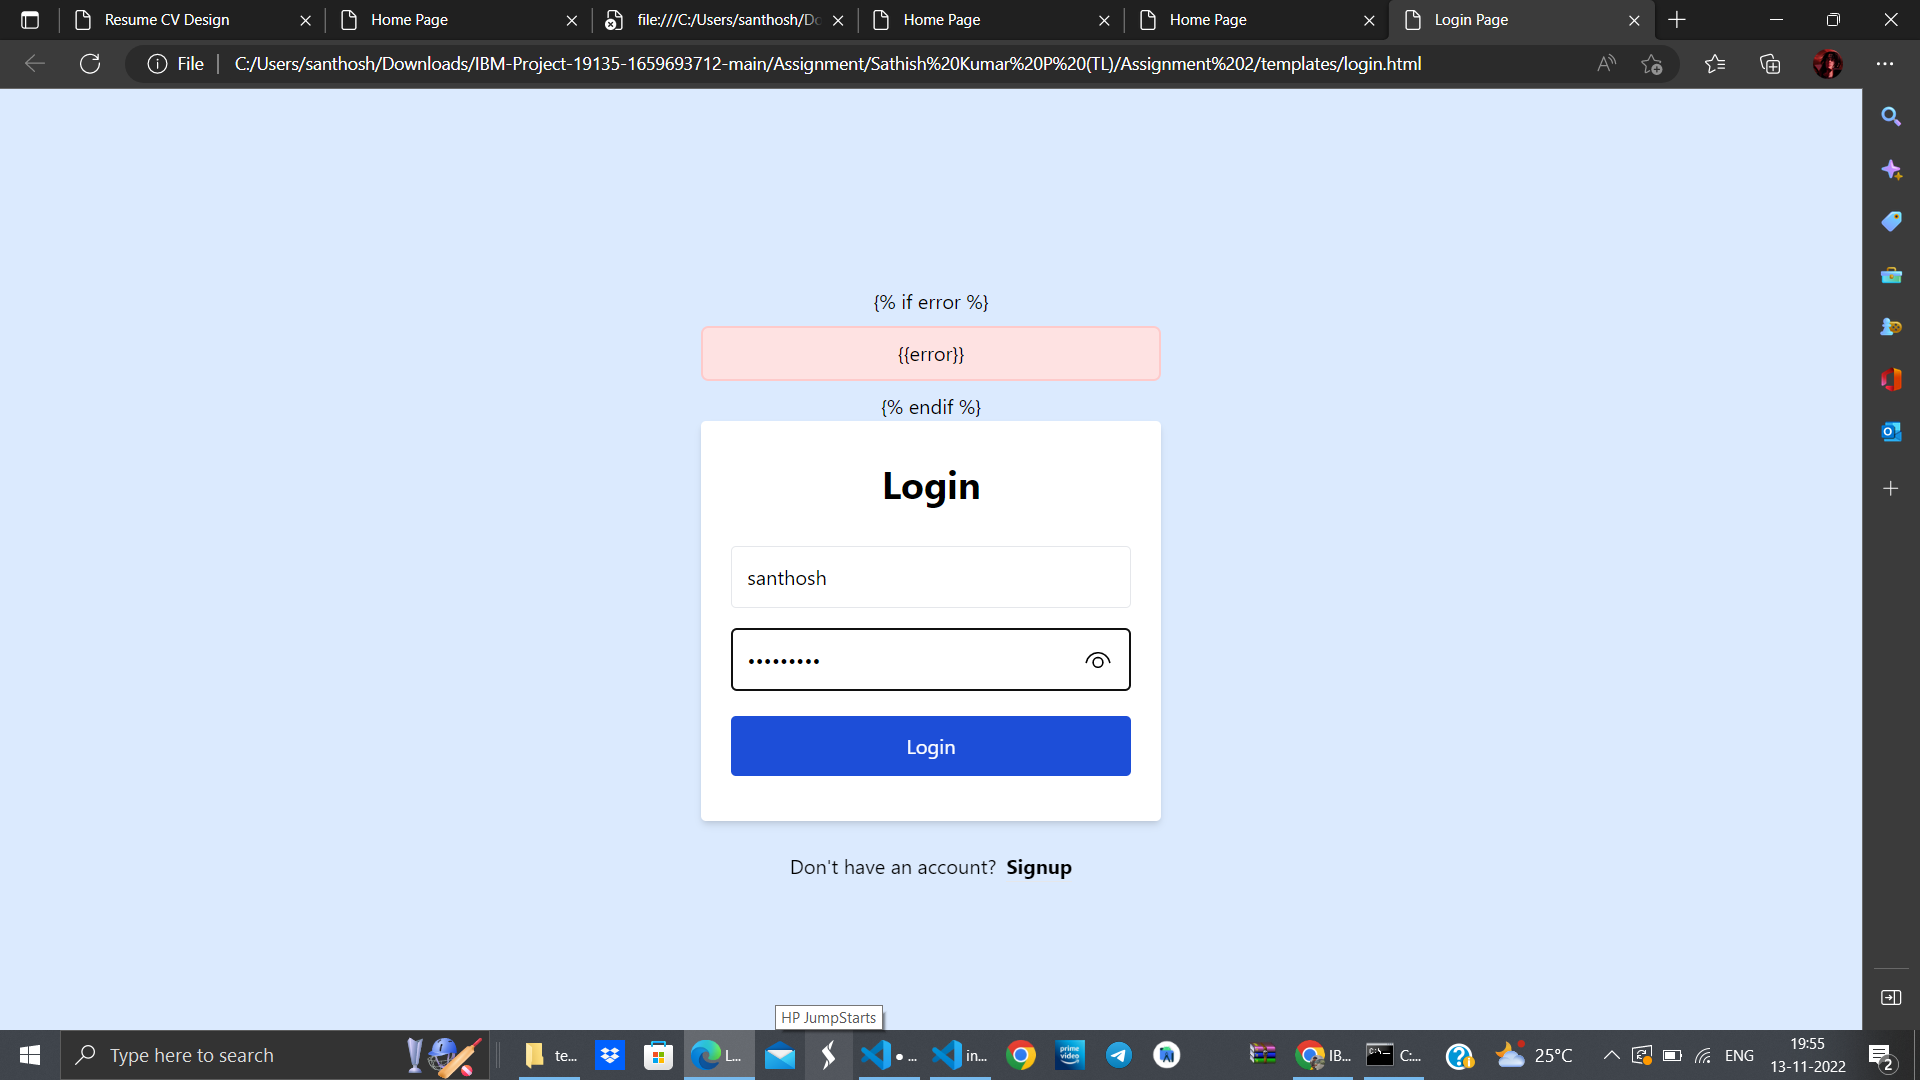 Resume CV Design
Home Page
file:///C:/Users/santhosh/Do
Home Page
Home Page
Login Page
File
C:/Users/santhosh/Downloads/IBM-Project-19135-1659693712-main/Assignment/Sathish%20Kumar%20P%20(TL)/Assignment%202/templates/login.html
{% if error %}
{{error}}
{% endif %}
Login
santhosh
•••••••••
Login
Don't have an account? Signup
HP JumpStarts
Type here to search
te...
L...
● ...
in...
prime video
IB...
C:...
25°C
ENG
19:55
13-11-2022
2